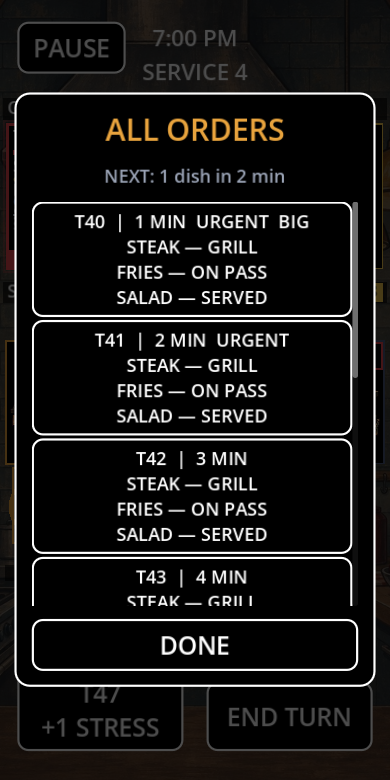 PAUSE
7:00 PM
SERVICE 4
ALL ORDERS
NEXT: 1 dish in 2 min
T40 | 1 MIN URGENT BIG
STEAK — GRILL
FRIES — ON PASS
SALAD — SERVED
T41 | 2 MIN URGENT
STEAK — GRILL
FRIES — ON PASS
SALAD — SERVED
T42 | 3 MIN
STEAK — GRILL
FRIES — ON PASS
SALAD — SERVED
T43 | 4 MIN
STEAK — GRILL
DONE
T47
+1 STRESS
END TURN